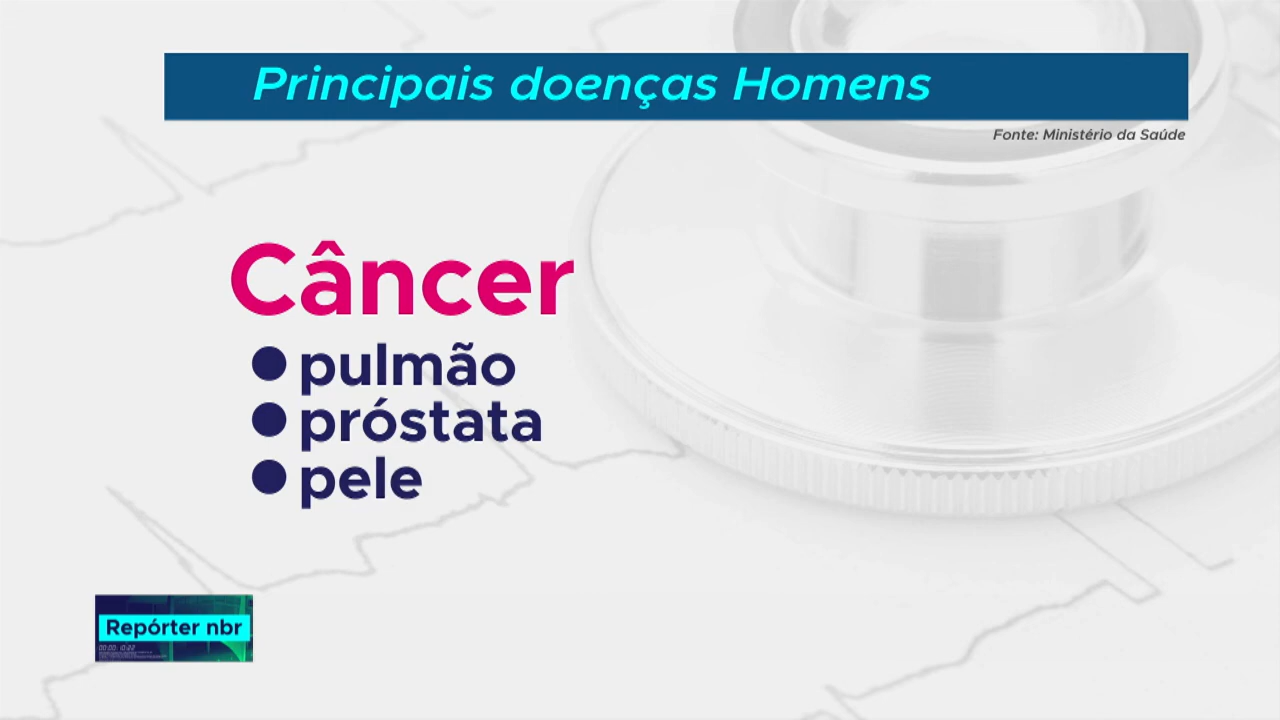 Principais doenças Homens
Fonte: Ministério da Saúde
Câncer
pulmão
próstata
pele
Repórter nbr